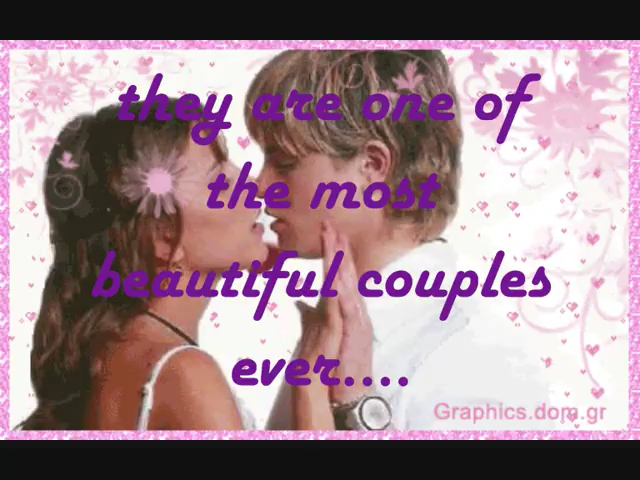 they are one of
the most
beautiful couples
ever....
Graphics.dom.gr